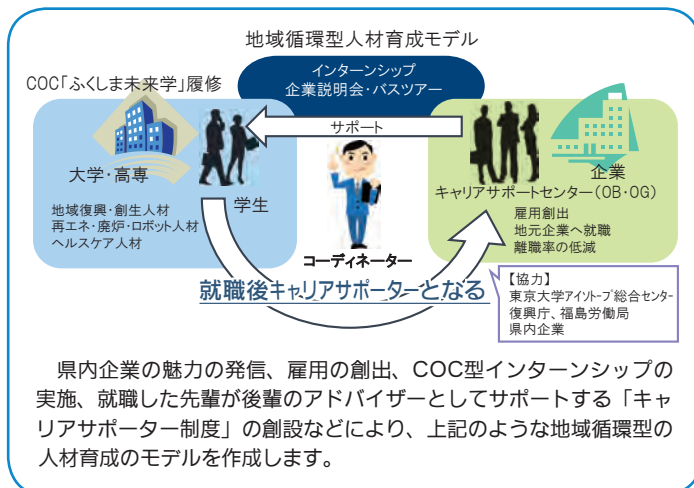 地域循環型人材育成モデル
COC「ふくしま未来学」履修
インターンシップ
企業説明会・バスツアー
サポート
大学・高専
学生
地域復興・創生人材
再エネ・廃炉・ロボット人材
ヘルスケア人材
コーディネーター
企業
キャリアサポートセンター(OB・OG)
雇用創出
地元企業へ就職
離職率の低減
就職後キャリアサポーターとなる
【協力】
東京大学アイソトープ総合センター
復興庁、福島労働局
県内企業
県内企業の魅力の発信、雇用の創出、COC型インターンシップの
実施、就職した先輩が後輩のアドバイザーとしてサポートする「キャ
リアサポーター制度」の創設などにより、上記のような地域循環型の
人材育成のモデルを作成します。